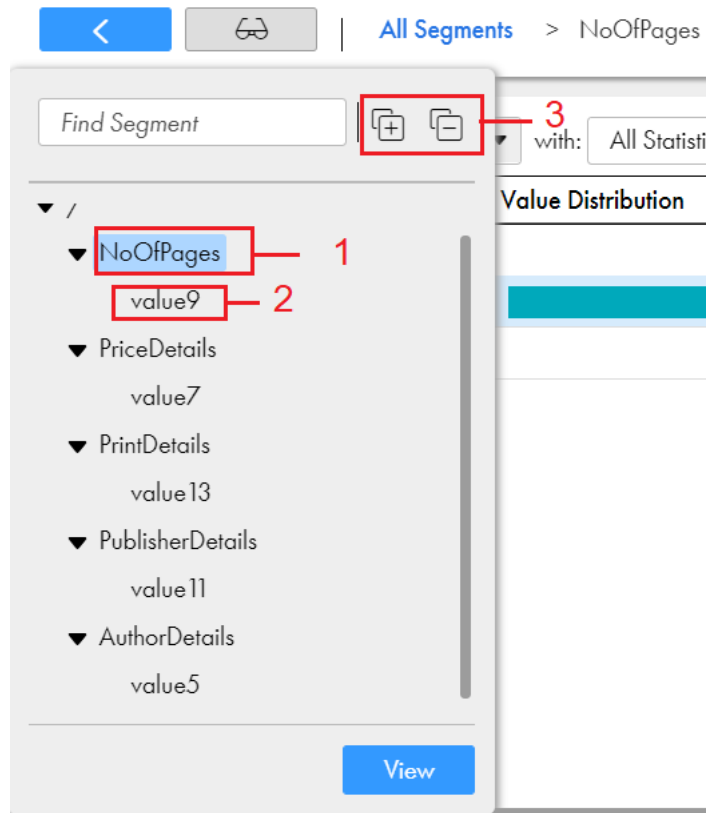 All Segments > NoOfPages
Find Segment
3
with: All Statisti
Value Distribution
/
NoOfPages
1
value9
2
PriceDetails
value7
PrintDetails
value13
PublisherDetails
value11
AuthorDetails
value5
View